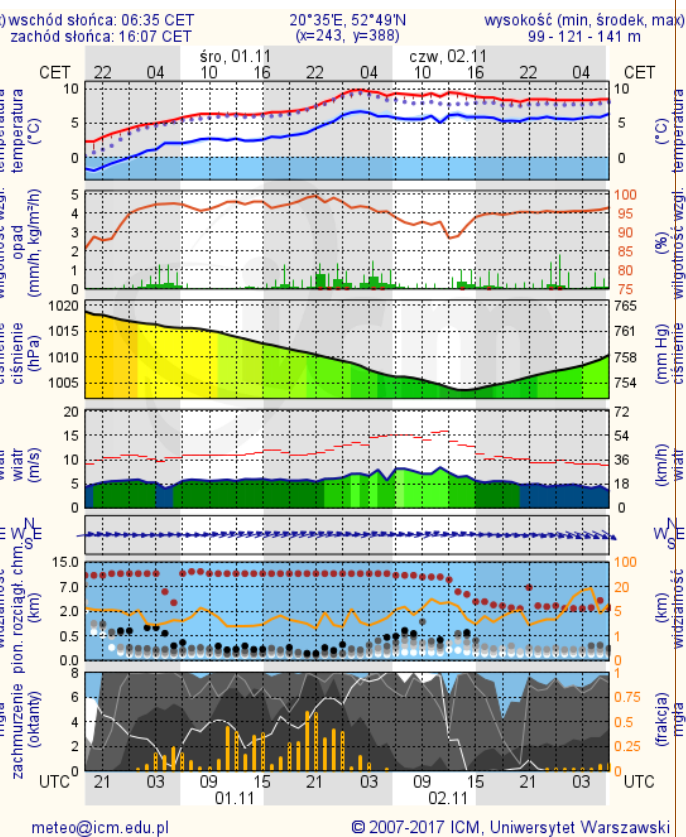 ) wschód słońca: 06:35 CET 20°35'E, 52°49'N wysokość (min, środek, max)
zachód słońca: 16:07 CET (x=243, y=388) 99 - 121 - 141 m
śro, 01.11 czw, 02.11
CET 22 04 10 16 22 04 10 16 22 04 CET
temperatura temperatura (°C)
10
5
0
10
5
0
(°C) temperatura
wilgotność wzgl. opad (mm/h, kg/m²/h)
5
4
3
2
1
0
100
95
90
85
80
75
(%) wilgotność wzgl.
ciśnienie ciśnienie (hPa)
1020
1015
1010
1005
765
761
758
754
(mm Hg) ciśnienie
wiatr wiatr (m/s)
20
15
10
5
0
72
54
36
18
0
(km/h) wiatr
E W N E S
W N E S
widzialność pion. rozciągł. chm. (km)
15.0
7.0
2.0
0.5
0.0
100
20
5
1
0
(km) widzialność
mgła zachmurzenie (oktanty)
8
6
4
2
0
1
0.75
0.5
0.25
0
(frakcja) mgła
UTC 21 03 09 15 21 03 09 15 21 03 UTC
01.11 02.11
meteo@icm.edu.pl © 2007-2017 ICM, Uniwersytet Warszawski